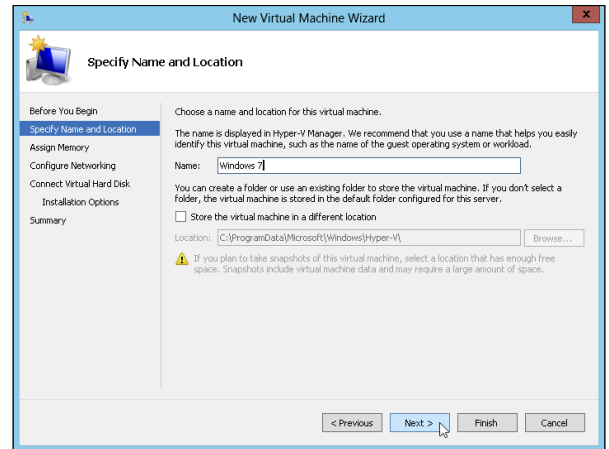 New Virtual Machine Wizard
x
Specify Name and Location
Before You Begin
Specify Name and Location
Assign Memory
Configure Networking
Connect Virtual Hard Disk
Installation Options
Summary
Choose a name and location for this virtual machine.
The name is displayed in Hyper-V Manager. We recommend that you use a name that helps you easily
identify this virtual machine, such as the name of the guest operating system or workload.
Name: Windows 7
You can create a folder or use an existing folder to store the virtual machine. If you don't select a
folder, the virtual machine is stored in the default folder configured for this server.
Store the virtual machine in a different location
Location: C:\ProgramData\Microsoft\Windows\Hyper-V\ Browse...
If you plan to take snapshots of this virtual machine, select a location that has enough free
space. Snapshots include virtual machine data and may require a large amount of space.
< Previous Next > Finish Cancel